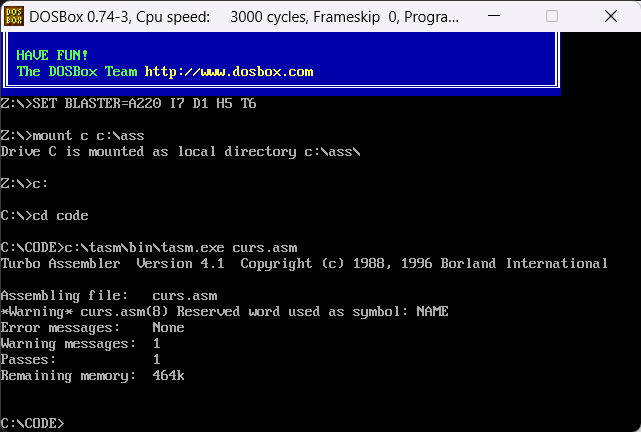 DOSBox 0.74-3, Cpu speed: 3000 cycles, Frameskip 0, Progra...
HAVE FUN!
The DOSBox Team http://www.dosbox.com
Z:\>SET BLASTER=A220 I7 D1 H5 T6
Z:\>mount c c:\ass
Drive C is mounted as local directory c:\ass\
Z:\>c:
C:\>cd code
C:\CODE>c:\tasm\bin\tasm.exe curs.asm
Turbo Assembler Version 4.1 Copyright (c) 1988, 1996 Borland International
Assembling file: curs.asm
*Warning* curs.asm(8) Reserved word used as symbol: NAME
Error messages: None
Warning messages: 1
Passes: 1
Remaining memory: 464k
C:\CODE>